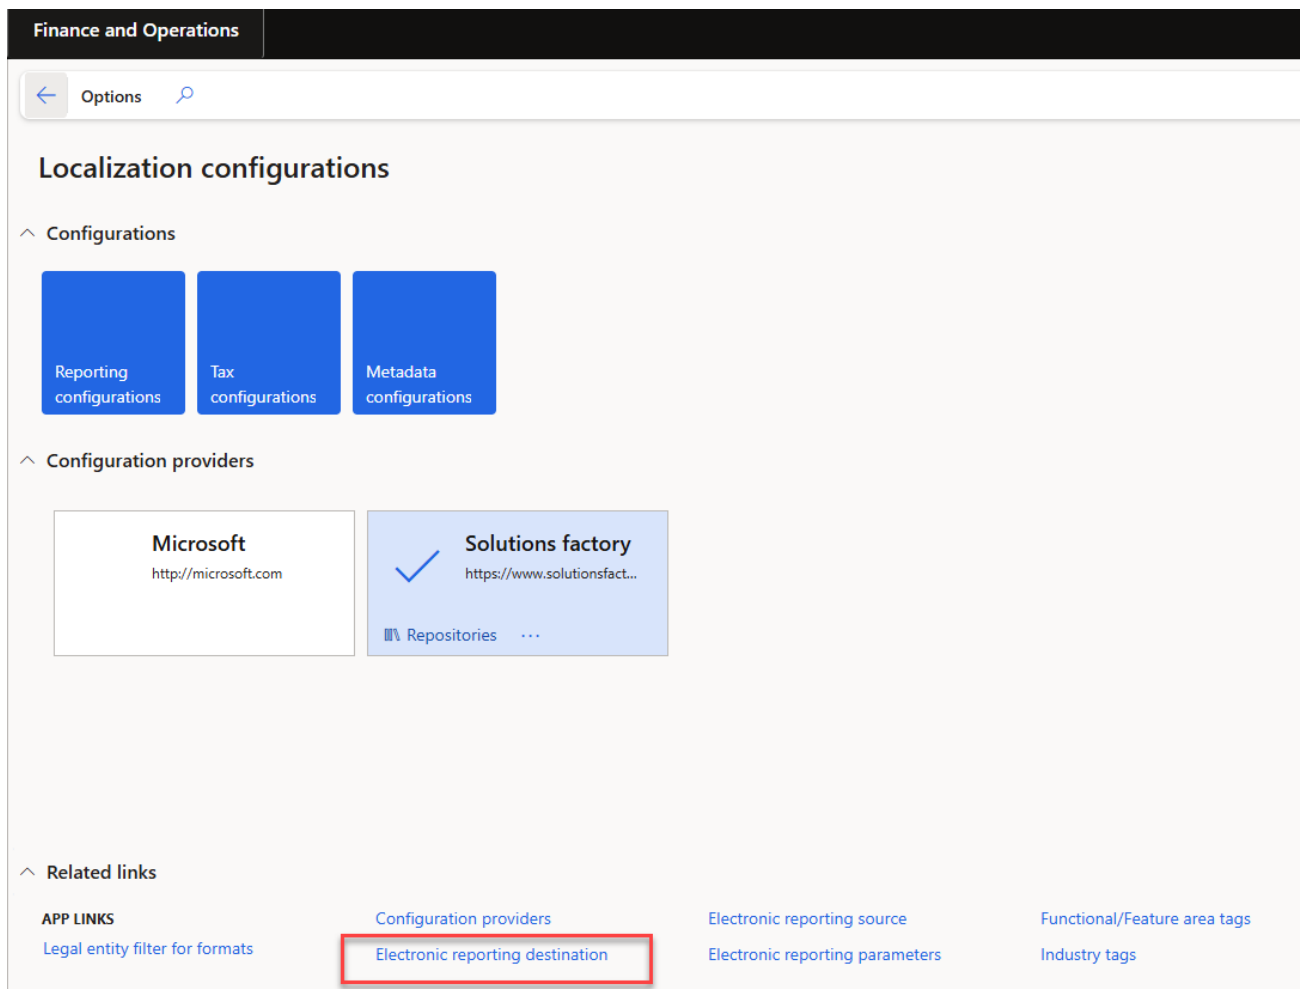 Finance and Operations
Options
Localization configurations
Configurations
Reporting
configurations
Tax
configurations
Metadata
configurations
Configuration providers
Microsoft
http://microsoft.com
Solutions factory
https://www.solutionsfact...
Repositories
...
Related links
APP LINKS
Legal entity filter for formats
Configuration providers
Electronic reporting destination
Electronic reporting source
Electronic reporting parameters
Functional/Feature area tags
Industry tags